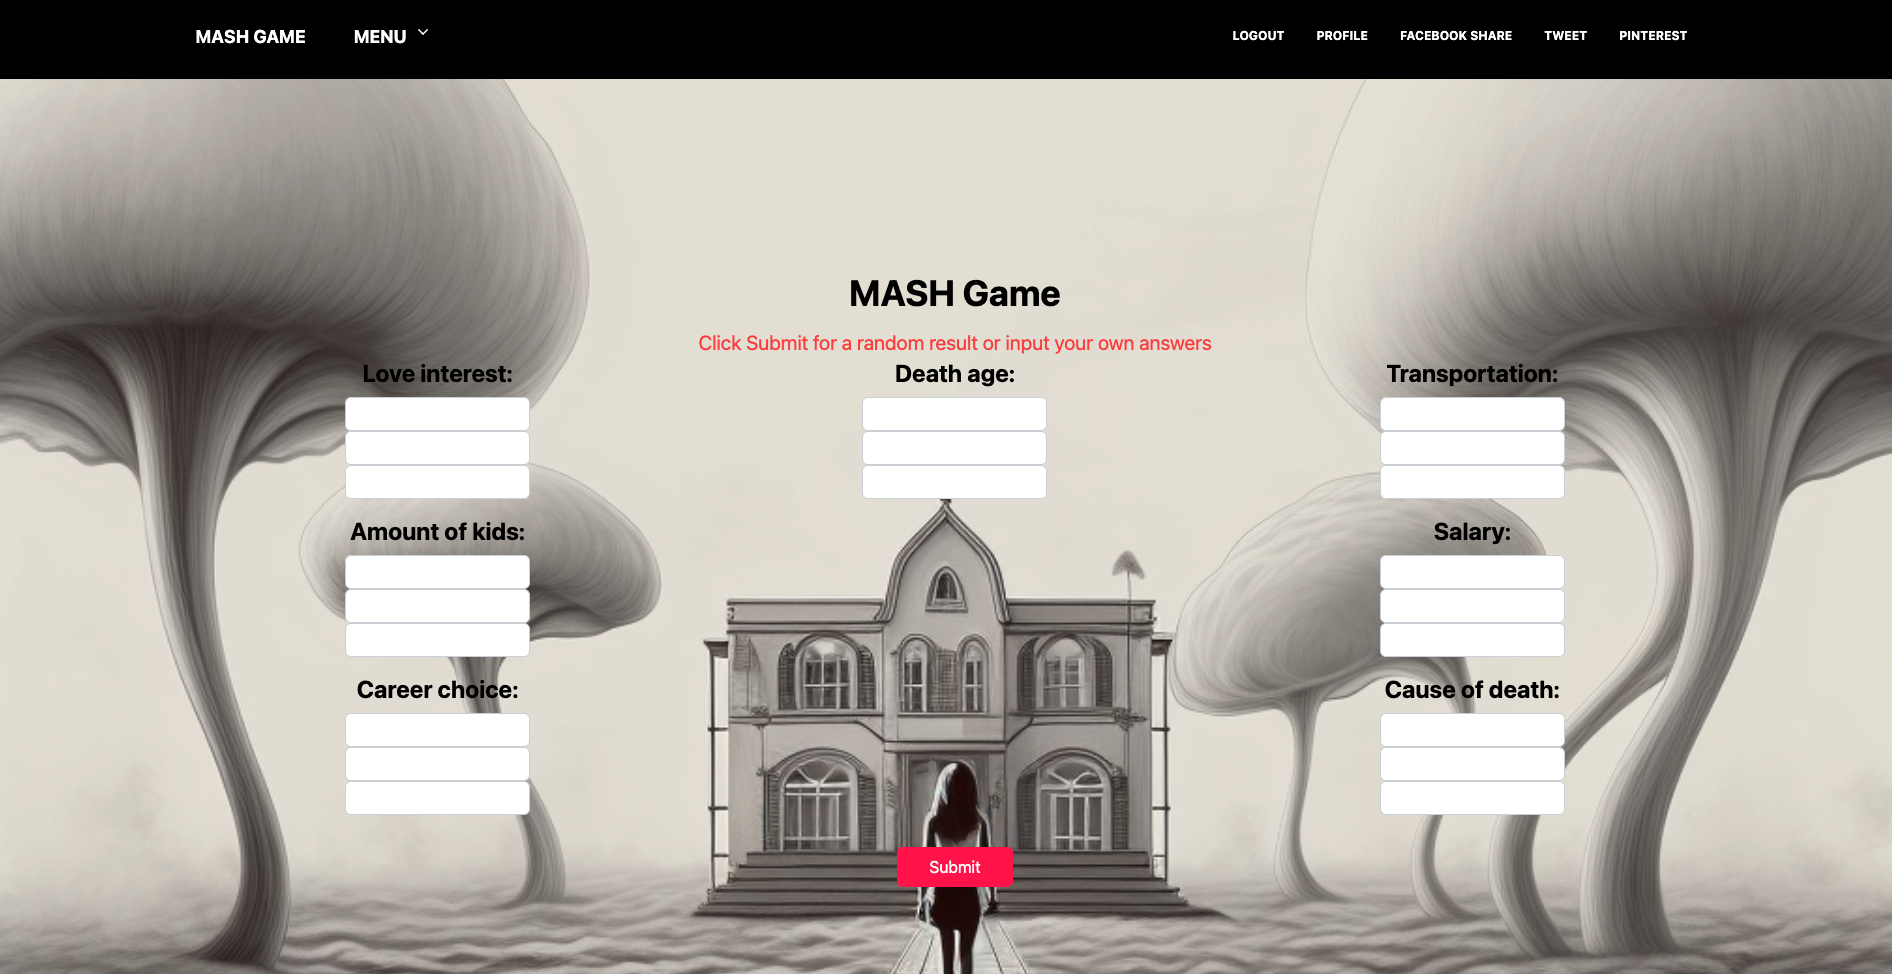 MASH GAME MENU LOGOUT PROFILE FACEBOOK SHARE TWEET PINTEREST
MASH Game
Click Submit for a random result or input your own answers
Love interest:
Death age:
Transportation:
Amount of kids:
Salary:
Career choice:
Cause of death:
Submit